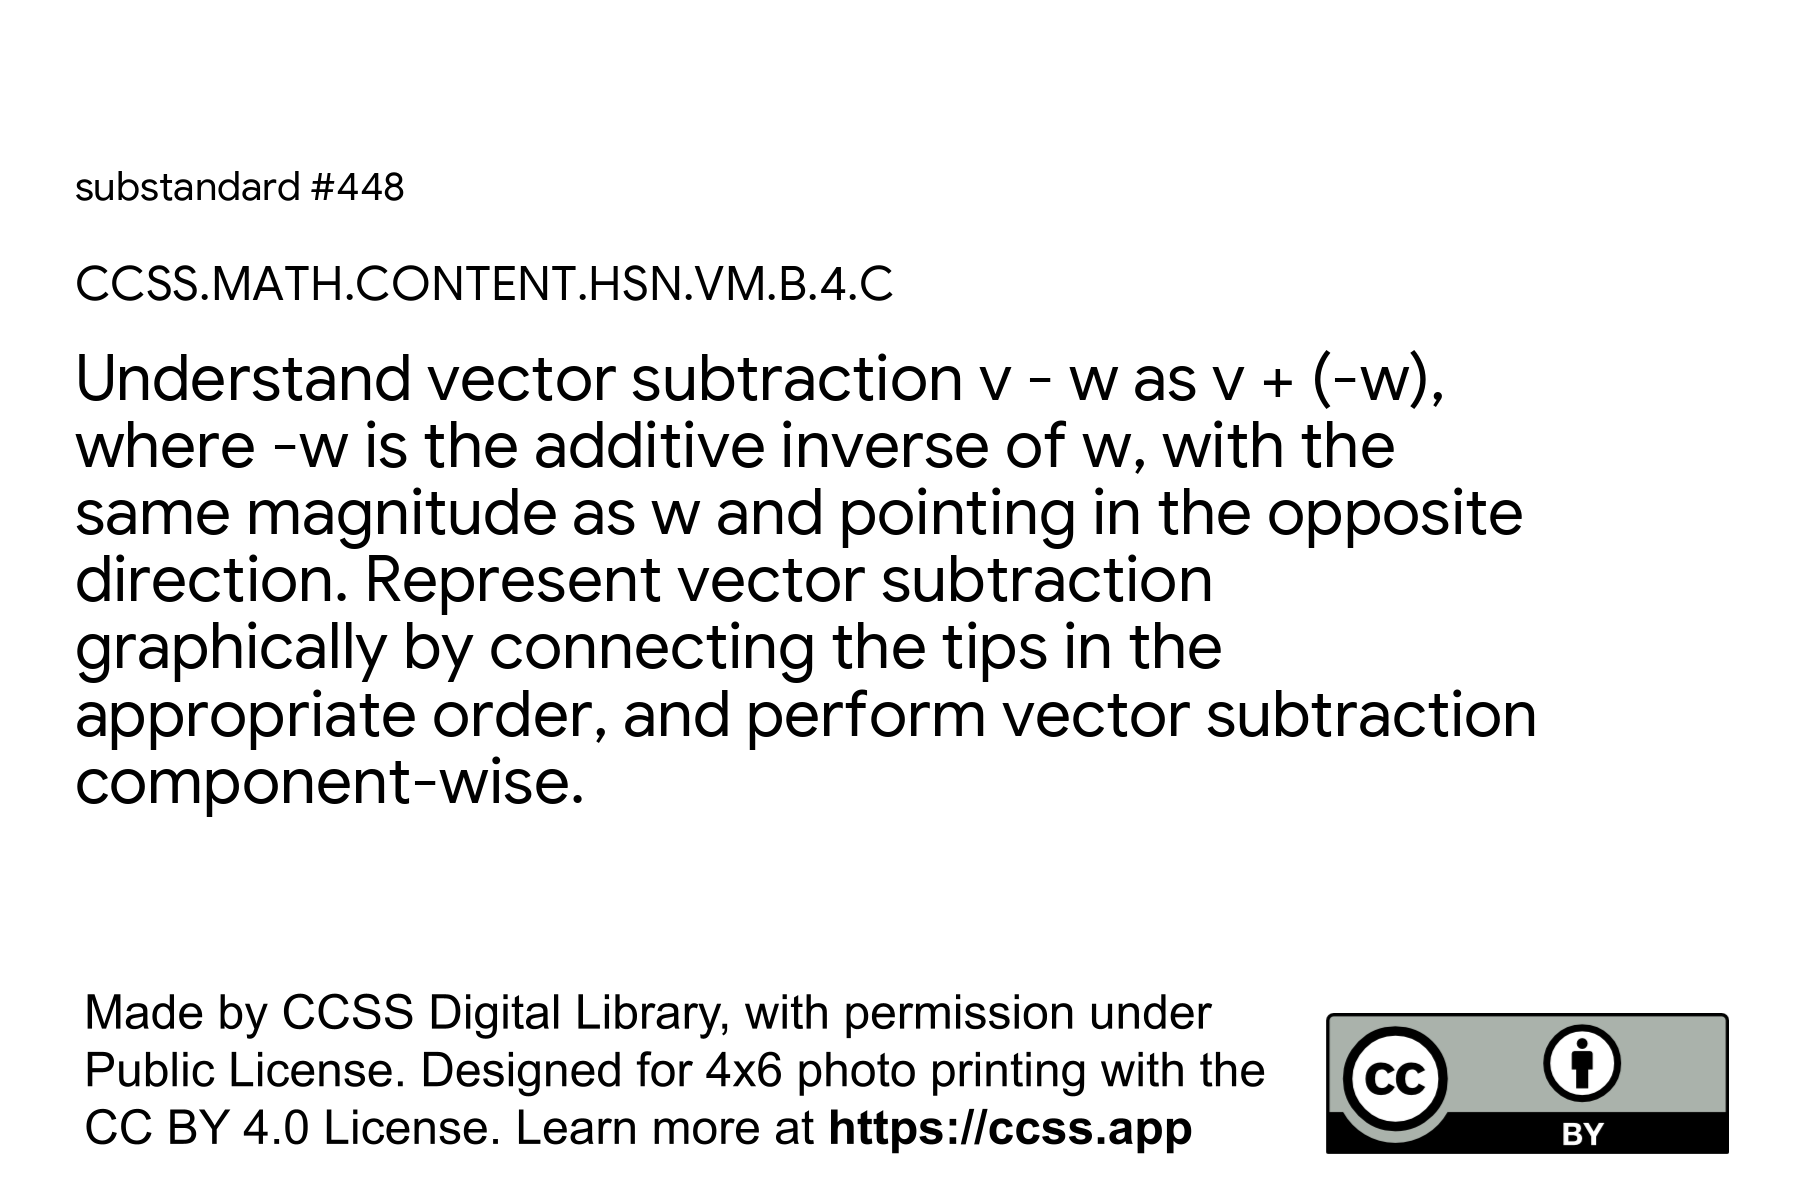 substandard #448
CCSS.MATH.CONTENT.HSN.VM.B.4.C
Understand vector subtraction v - w as v + (-w),
where -w is the additive inverse of w, with the
same magnitude as w and pointing in the opposite
direction. Represent vector subtraction
graphically by connecting the tips in the
appropriate order, and perform vector subtraction
component-wise.
Made by CCSS Digital Library, with permission under
Public License. Designed for 4x6 photo printing with the
CC BY 4.0 License. Learn more at https://ccss.app
CC
BY